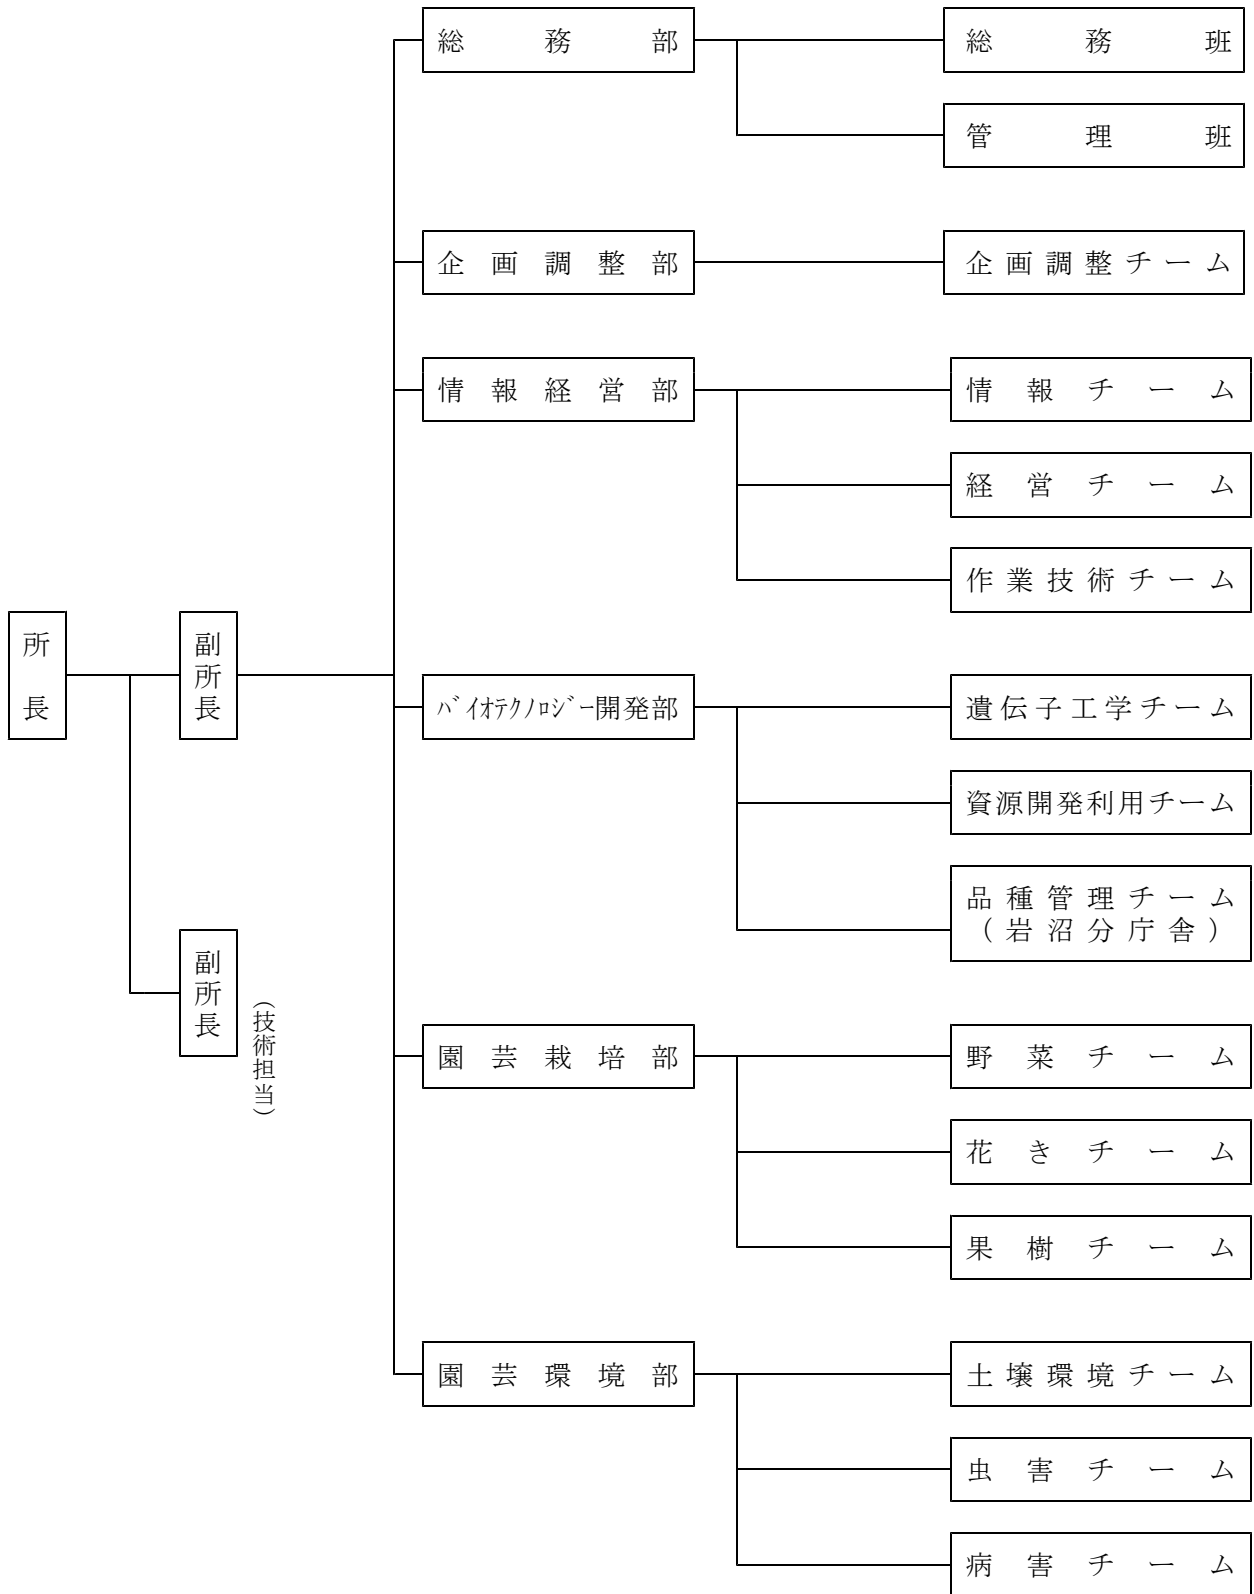 総務部
総務班
管理班
企画調整部
企画調整チーム
情報経営部
情報チーム
経営チーム
作業技術チーム
所長
副所長
バイオテクノロジー開発部
遺伝子工学チーム
資源開発利用チーム
品種管理チーム
(岩沼分庁舎)
副所長
(技術担当)
園芸栽培部
野菜チーム
花きチーム
果樹チーム
園芸環境部
土壌環境チーム
虫害チーム
病害チーム